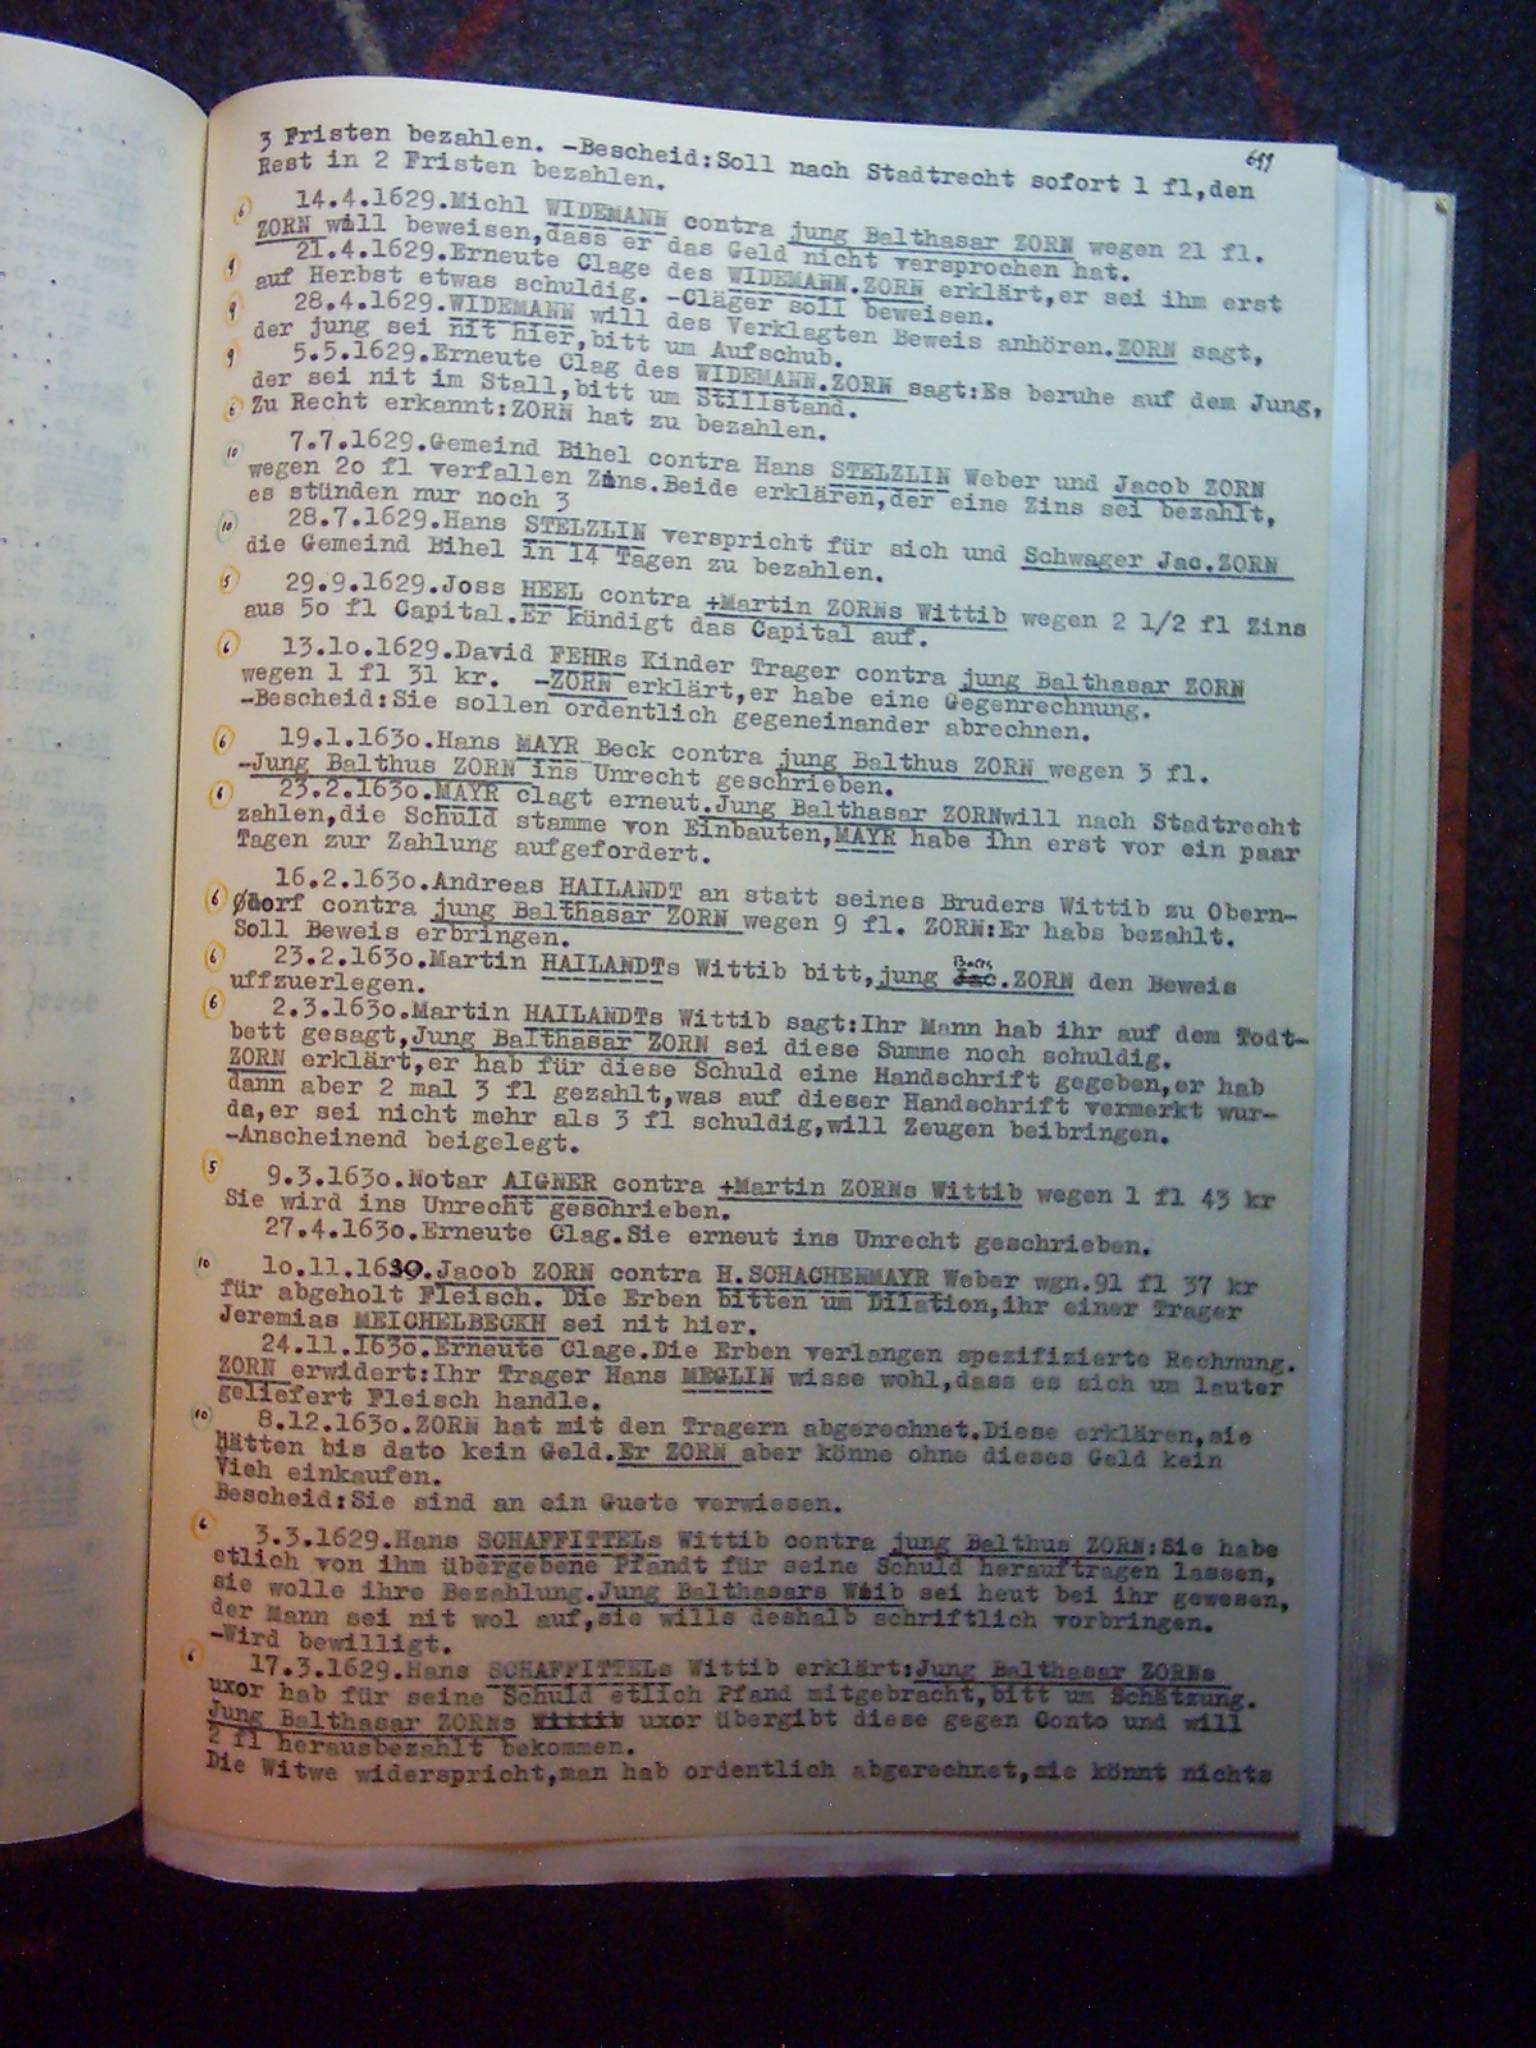 611
3 Fristen bezahlen. -Bescheid:Soll nach Stadtrecht sofort 1 fl,den
Rest in 2 Fristen bezahlen.
6 14.4.1629.Michl WIDEMANN contra jung Balthasar ZORN wegen 21 fl.
ZORN will beweisen,dass er das Geld nicht versprochen hat.
9 21.4.1629.Erneute Clage des WIDEMANN.ZORN erklärt,er sei ihm erst
auf Herbst etwas schuldig. -Cläger soll beweisen.
9 28.4.1629.WIDEMANN will des Verklagten Beweis anhören.ZORN sagt,
der jung sei nit hier,bitt um Aufschub.
9 5.5.1629.Erneute Clag des WIDEMANN.ZORN sagt:Es beruhe auf dem Jung,
der sei nit im Stall,bitt um Stillstand.
6 Zu Recht erkannt:ZORN hat zu bezahlen.
10 7.7.1629.Gemeind Bihel contra Hans STELZLIN Weber und Jacob ZORN
wegen 2o fl verfallen Zins.Beide erklären,der eine Zins sei bezahlt,
es stünden nur noch 3
10 28.7.1629.Hans STELZLIN verspricht für sich und Schwager Jac.ZORN
die Gemeind Bihel in 14 Tagen zu bezahlen.
5 29.9.1629.Joss HEEL contra +Martin ZORNs Wittib wegen 2 1/2 fl Zins
aus 5o fl Capital.Er kündigt das Capital auf.
6 13.1o.1629.David FEHRs Kinder Trager contra jung Balthasar ZORN
wegen 1 fl 31 kr. -ZORN erklärt,er habe eine Gegenrechnung.
-Bescheid:Sie sollen ordentlich gegeneinander abrechnen.
6 19.1.163o.Hans MAYR Beck contra jung Balthus ZORN wegen 3 fl.
-Jung Balthus ZORN ins Unrecht geschrieben.
6 23.2.163o.MAYR clagt erneut.Jung Balthasar ZORNwill nach Stadtrecht
zahlen,die Schuld stamme von Einbauten,MAYR habe ihn erst vor ein paar
Tagen zur Zahlung aufgefordert.
16.2.163o.Andreas HAILANDT an statt seines Bruders Wittib zu Obern-
6 dorf contra jung Balthasar ZORN wegen 9 fl. ZORN:Er habs bezahlt.
Soll Beweis erbringen.
6 23.2.163o.Martin HAILANDTs Wittib bitt,jung Jac.ZORN den Beweis
uffzuerlegen.
6 2.3.163o.Martin HAILANDTs Wittib sagt:Ihr Mann hab ihr auf dem Todt-
bett gesagt,Jung Balthasar ZORN sei diese Summe noch schuldig.
ZORN erklärt,er hab für diese Schuld eine Handschrift gegeben,er hab
dann aber 2 mal 3 fl gezahlt,was auf dieser Handschrift vermerkt wur-
da,er sei nicht mehr als 3 fl schuldig,will Zeugen beibringen.
-Anscheinend beigelegt.
5 9.3.163o.Notar AIGNER contra +Martin ZORNs Wittib wegen 1 fl 43 kr
Sie wird ins Unrecht geschrieben.
27.4.163o.Erneute Clag.Sie erneut ins Unrecht geschrieben.
10 1o.11.1630.Jacob ZORN contra H.SCHACHENMAYR Weber wgn.91 fl 37 kr
für abgeholt Fleisch. Die Erben bitten um Dilation,ihr einer Trager
Jeremias MEICHELBECKH sei nit hier.
24.11.163o.Erneute Clage.Die Erben verlangen spezifizierte Rechnung.
ZORN erwidert:Ihr Trager Hans MEGLIN wisse wohl,dass es sich um lauter
geliefert Fleisch handle.
10 8.12.163o.ZORN hat mit den Tragern abgerechnet.Diese erklären,sie
hätten bis dato kein Geld.Er ZORN aber könne ohne dieses Geld kein
Vieh einkaufen.
Bescheid:Sie sind an ein Guete verwiesen.
6 3.3.1629.Hans SCHAFFITTELs Wittib contra jung Balthus ZORN:Sie habe
etlich von ihm übergebene Pfandt für seine Schuld herauftragen lassen,
sie wolle ihre Bezahlung.Jung Balthasars Weib sei heut bei ihr gewesen,
der Mann sei nit wol auf,sie wills deshalb schriftlich vorbringen.
-Wird bewilligt.
6 17.3.1629.Hans SCHAFFITTELs Wittib erklärt:Jung Balthasar ZORNs
uxor hab für seine Schuld etlich Pfand mitgebracht,bitt um Schätzung.
Jung Balthasar ZORNs Wittib uxor übergibt diese gegen Conto und will
2 fl herausbezahlt bekommen.
Die Witwe widerspricht,man hab ordentlich abgerechnet,sie könnt nichts